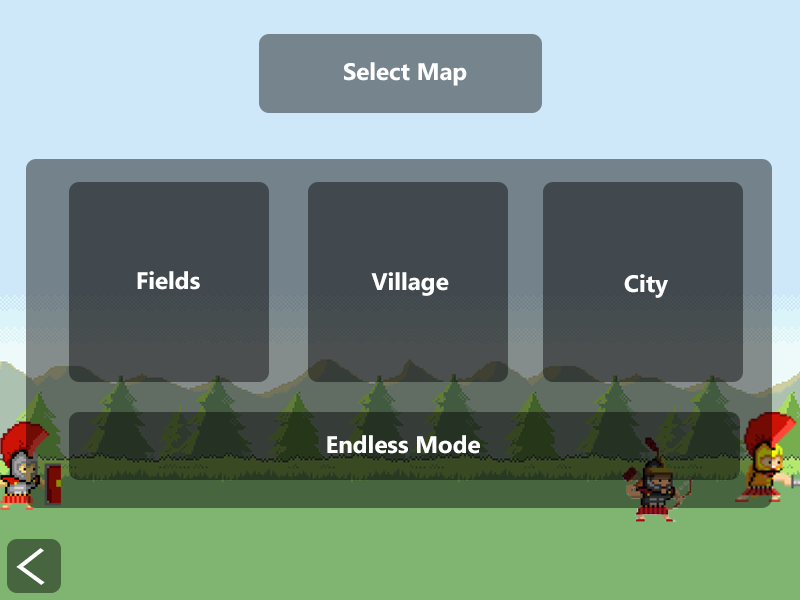 Select Map
Fields
Village
City
Endless Mode